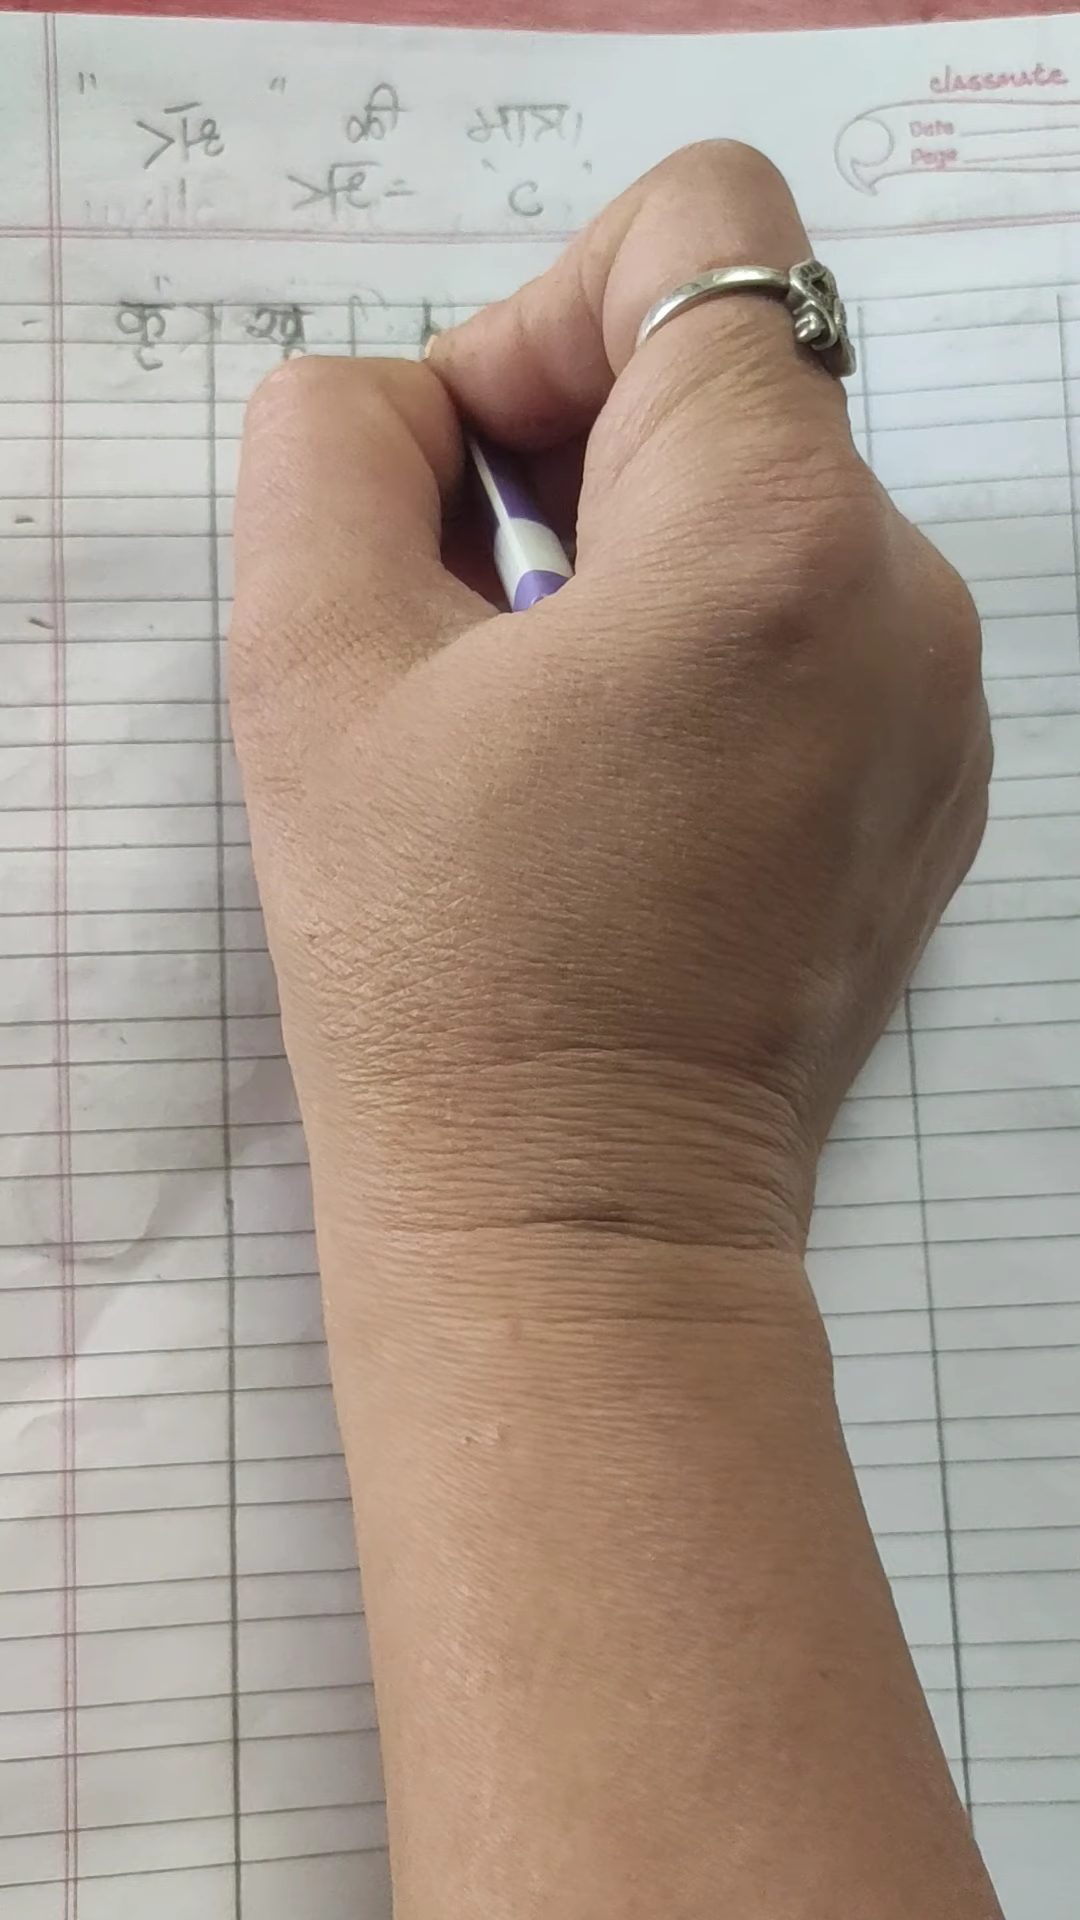 " ऋ " की मात्रा
ऋ = ' ृ '
classmate
Date
Page
कृ खृ